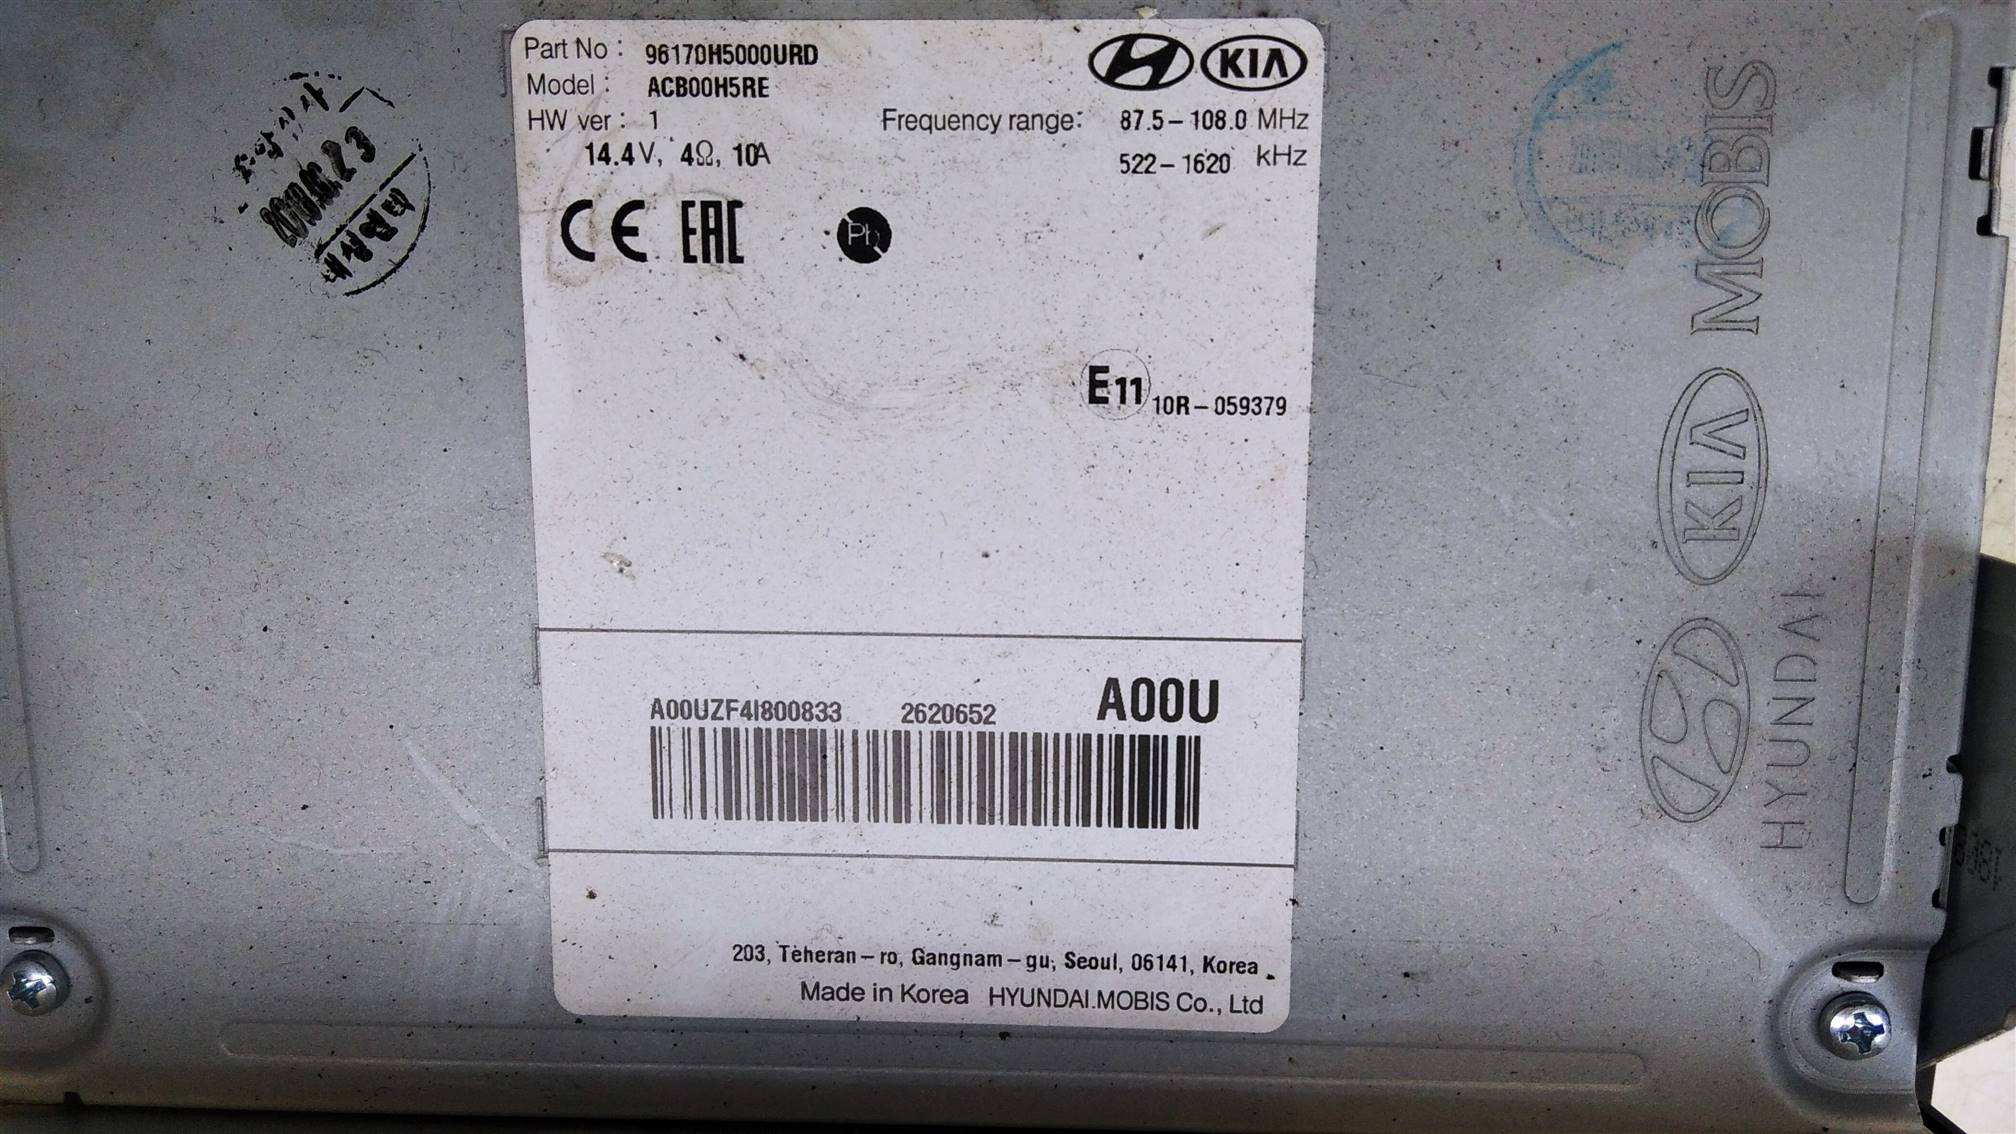 Part No : 96170H5000URD
Model : ACB00H5RE
HW ver : 1
14.4V, 4Ω, 10A
KIA
Frequency range: 87.5-108.0 MHz
522-1620 kHz
CE EAC
Pb
E11 10R-059379
A00UZF4I800833 2620652 A00U
203, Teheran-ro, Gangnam-gu, Seoul, 06141, Korea
Made in Korea HYUNDAI MOBIS Co., Ltd
HYUNDAI KIA MOBIS